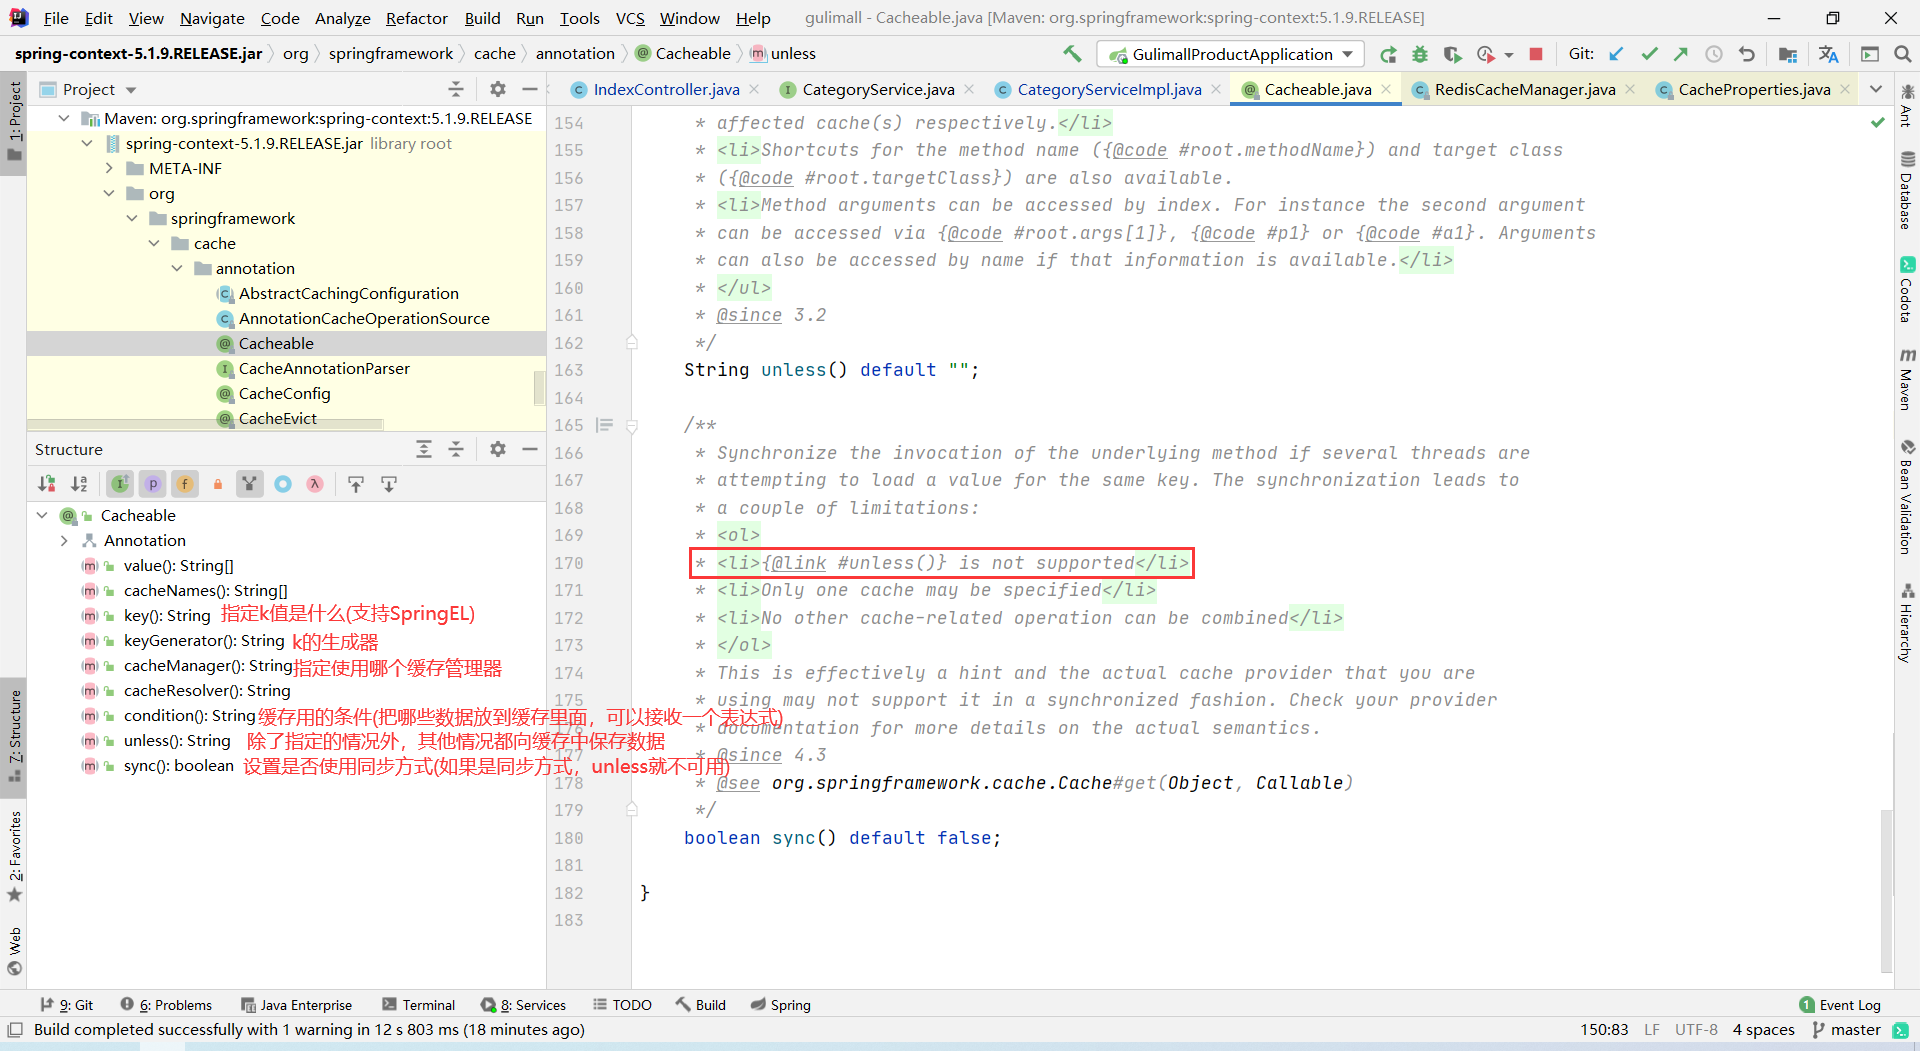 File Edit View Navigate Code Analyze Refactor Build Run Tools VCS Window Help gulimall - Cacheable.java [Maven: org.springframework:spring-context:5.1.9.RELEASE]
spring-context-5.1.9.RELEASE.jar org springframework cache annotation Cacheable unless GulimallProductApplication Git:
Project
IndexController.java CategoryService.java CategoryServiceImpl.java Cacheable.java RedisCacheManager.java CacheProperties.java
1: Project
Maven: org.springframework:spring-context:5.1.9.RELEASE
spring-context-5.1.9.RELEASE.jar library root
META-INF
org
springframework
cache
annotation
AbstractCachingConfiguration
AnnotationCacheOperationSource
Cacheable
CacheAnnotationParser
CacheConfig
CacheEvict
Structure
Cacheable
Annotation
value(): String[]
cacheNames(): String[]
key(): String 指定k值是什么(支持SpringEL)
keyGenerator(): String k的生成器
cacheManager(): String指定使用哪个缓存管理器
cacheResolver(): String
condition(): String缓存用的条件(把哪些数据放到缓存里面，可以接收一个表达式)
unless(): String 除了指定的情况外，其他情况都向缓存中保存数据
sync(): boolean 设置是否使用同步方式(如果是同步方式，unless就不可用)
7: Structure
2: Favorites
Web
154 * affected cache(s) respectively.</li>
155 * <li>Shortcuts for the method name ({@code #root.methodName}) and target class
156 * ({@code #root.targetClass}) are also available.
157 * <li>Method arguments can be accessed by index. For instance the second argument
158 * can be accessed via {@code #root.args[1]}, {@code #p1} or {@code #a1}. Arguments
159 * can also be accessed by name if that information is available.</li>
160 * </ul>
161 * @since 3.2
162 */
163 String unless() default "";
164
165 /**
166 * Synchronize the invocation of the underlying method if several threads are
167 * attempting to load a value for the same key. The synchronization leads to
168 * a couple of limitations:
169 * <ol>
170 * <li>{@link #unless()} is not supported</li>
171 * <li>Only one cache may be specified</li>
172 * <li>No other cache-related operation can be combined</li>
173 * </ol>
174 * This is effectively a hint and the actual cache provider that you are
175 * using may not support it in a synchronized fashion. Check your provider
* documentation for more details on the actual semantics.
* @since 4.3
178 * @see org.springframework.cache.Cache#get(Object, Callable)
179 */
180 boolean sync() default false;
181
182 }
183
Ant
Database
Codota
Maven
Bean Validation
Hierarchy
9: Git 6: Problems Java Enterprise Terminal 8: Services TODO Build Spring 1 Event Log
Build completed successfully with 1 warning in 12 s 803 ms (18 minutes ago) 150:83 LF UTF-8 4 spaces master